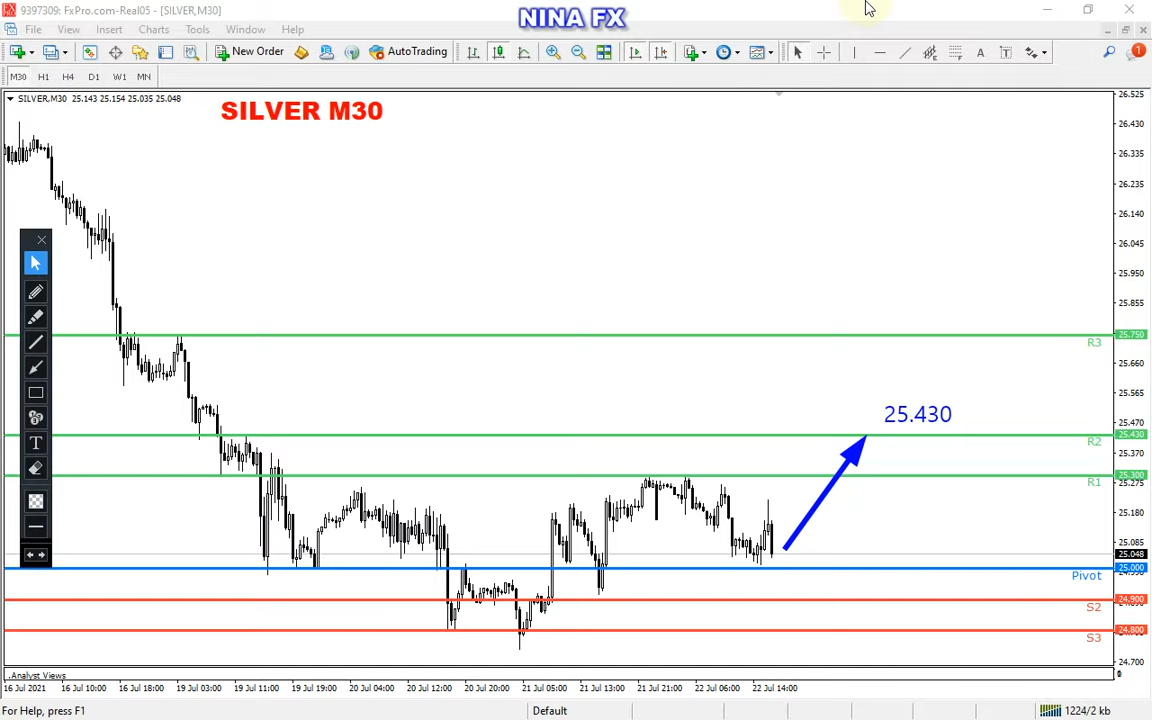 9397309: FxPro.com-Real05 - [SILVER,M30]
NINA FX
File View Insert Charts Tools Window Help
New Order
AutoTrading
A
T
1
M30 H1 H4 D1 W1 MN
SILVER,M30 25.143 25.154 25.035 25.048
SILVER M30
26.525
26.430
26.335
26.235
26.140
26.045
25.950
25.855
25.750
R3
25.660
25.565
25.470
25.430
25.430
R2
25.370
25.300
R1
25.275
25.180
25.085
25.048
25.000
Pivot
24.900
S2
24.800
S3
24.700
T
.Analyst Views
16 Jul 2021 16 Jul 10:00 16 Jul 18:00 19 Jul 03:00 19 Jul 11:00 19 Jul 19:00 20 Jul 04:00 20 Jul 12:00 20 Jul 20:00 21 Jul 05:00 21 Jul 13:00 21 Jul 21:00 22 Jul 06:00 22 Jul 14:00
For Help, press F1
Default
1224/2 kb